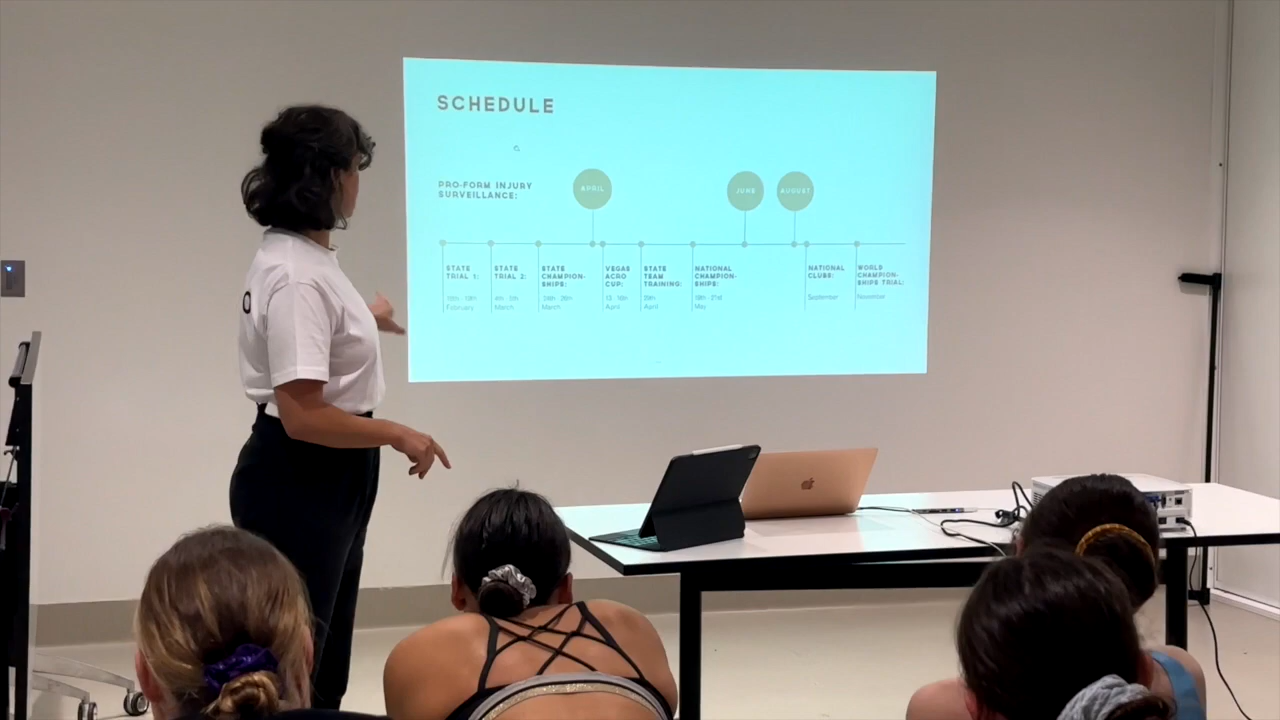 SCHEDULE
PRO-FORM INJURY
SURVEILLANCE:
APRIL
JUNE
AUGUST
STATE
TRIAL 1:
February
STATE
TRIAL 2:
March
STATE
CHAMPION-
SHIPS:
March
VEGAS
ACRO
CUP:
April
STATE
TEAM
TRAINING:
April
NATIONAL
CHAMPION-
SHIPS:
May
NATIONAL
CLUBS:
September
WORLD
CHAMPION-
SHIPS TRIAL:
November